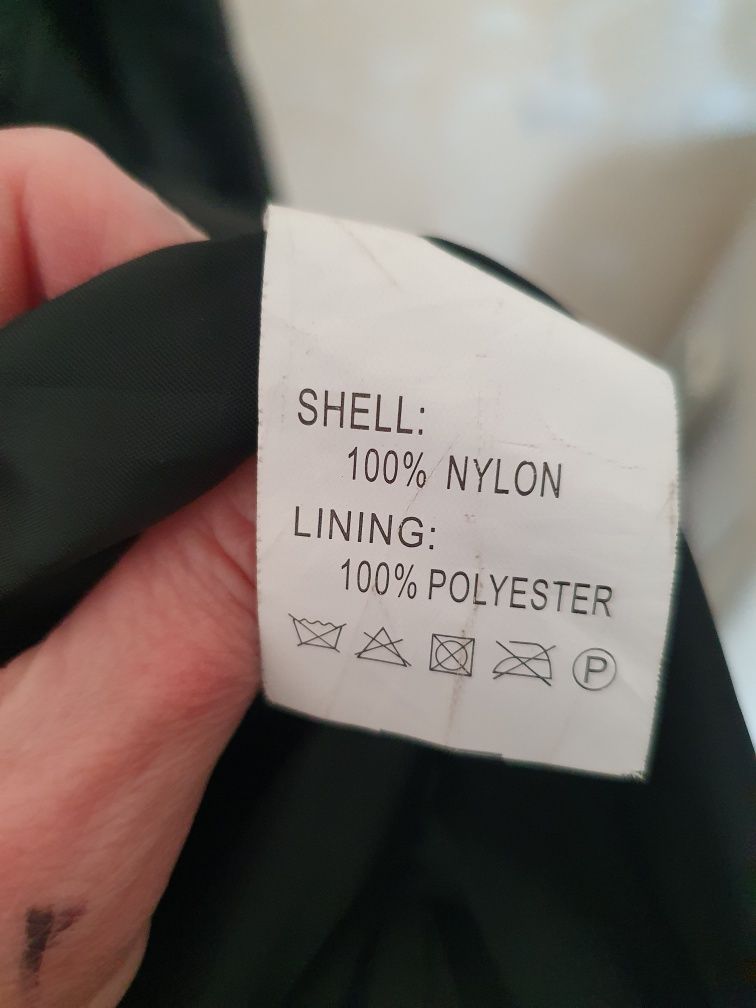 SHELL:
100% NYLON
LINING:
100% POLYESTER
P